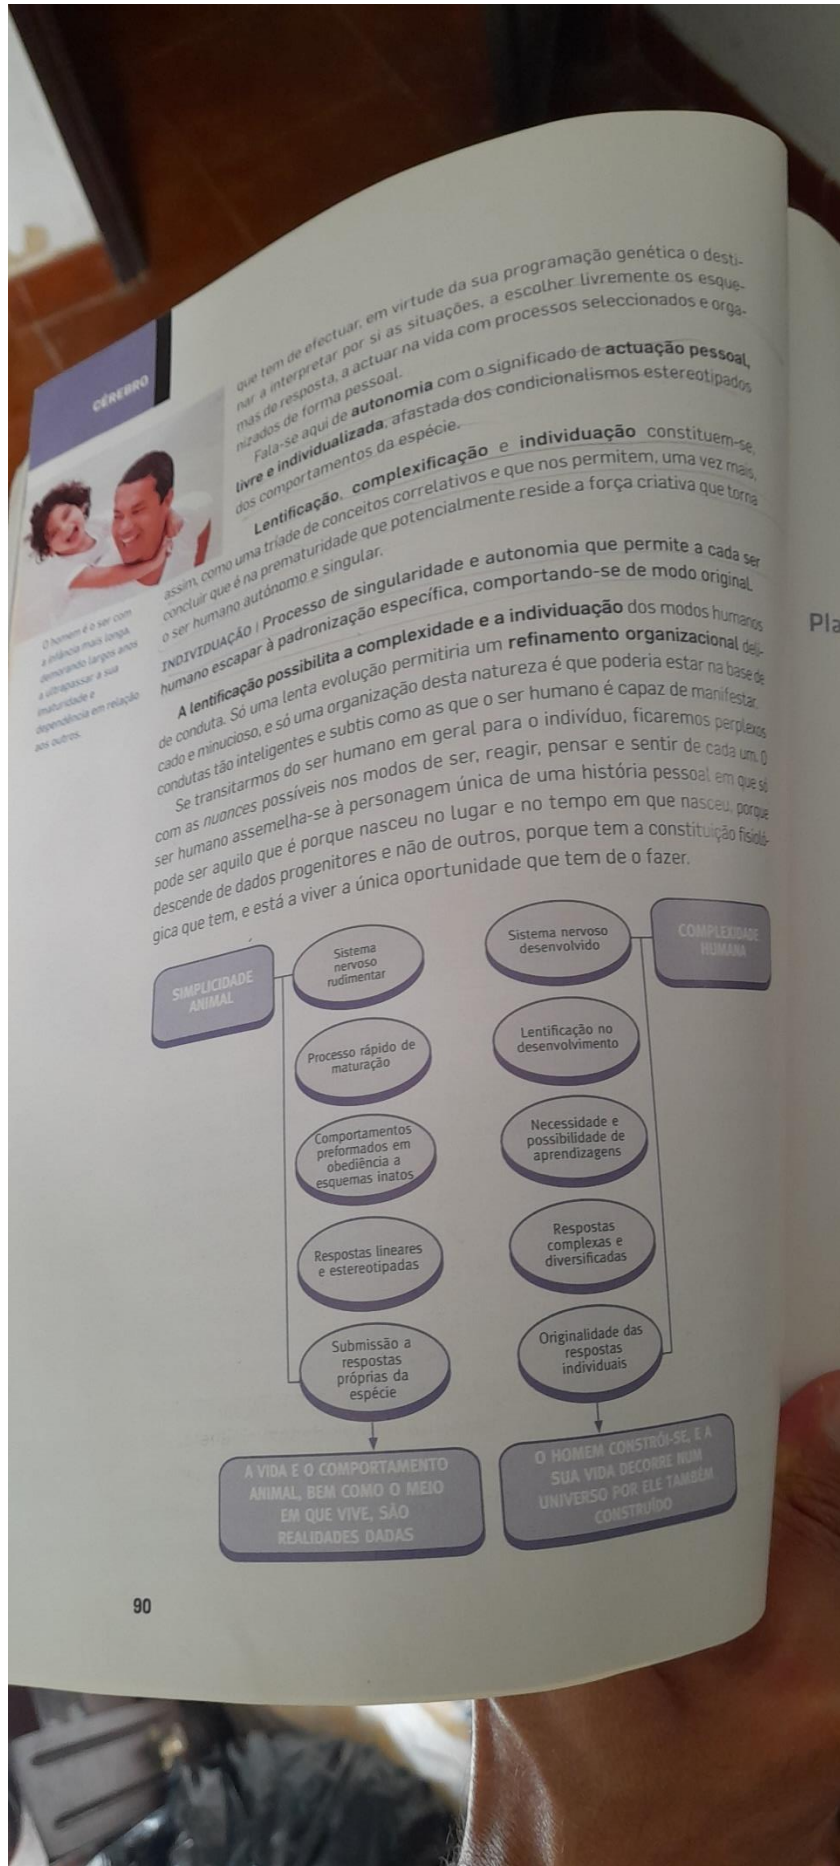 CÉREBRO
que tem de efectuar, em virtude da sua programação genética o desti-
nar a interpretar por si as situações, a escolher livremente os esque-
mas de resposta, a actuar na vida com processos seleccionados e orga-
nizados de forma pessoal.
Fala-se aqui de autonomia com o significado de actuação pessoal,
livre e individualizada, afastada dos condicionalismos estereotipados
dos comportamentos da espécie.
Lentificação, complexificação e individuação constituem-se,
assim, como uma tríade de conceitos correlativos e que nos permitem, uma vez mais,
concluir que é na prematuridade que potencialmente reside a força criativa que torna
o ser humano autónomo e singular.
INDIVIDUAÇÃO | Processo de singularidade e autonomia que permite a cada ser
humano escapar à padronização específica, comportando-se de modo original.
A lentificação possibilita a complexidade e a individuação dos modos humanos
de conduta. Só uma lenta evolução permitiria um refinamento organizacional deli-
cado e minucioso, e só uma organização desta natureza é que poderia estar na base de
condutas tão inteligentes e subtis como as que o ser humano é capaz de manifestar.
Se transitarmos do ser humano em geral para o indivíduo, ficaremos perplexos
com as nuances possíveis nos modos de ser, reagir, pensar e sentir de cada um. O
ser humano assemelha-se à personagem única de uma história pessoal em que só
pode ser aquilo que é porque nasceu no lugar e no tempo em que nasceu, porque
descende de dados progenitores e não de outros, porque tem a constituição fisioló-
gica que tem, e está a viver a única oportunidade que tem de o fazer.
O homem é o ser com
a infância mais longa,
demorando largos anos
a ultrapassar a sua
imaturidade e
dependência em relação
aos outros.
SIMPLICIDADE
ANIMAL
Sistema
nervoso
rudimentar
Processo rápido de
maturação
Comportamentos
preformados em
obediência a
esquemas inatos
Respostas lineares
e estereotipadas
Submissão a
respostas
próprias da
espécie
A VIDA E O COMPORTAMENTO
ANIMAL, BEM COMO O MEIO
EM QUE VIVE, SÃO
REALIDADES DADAS
COMPLEXIDADE
HUMANA
Sistema nervoso
desenvolvido
Lentificação no
desenvolvimento
Necessidade e
possibilidade de
aprendizagens
Respostas
complexas e
diversificadas
Originalidade das
respostas
individuais
O HOMEM CONSTRÓI-SE, E A
SUA VIDA DECORRE NUM
UNIVERSO POR ELE TAMBÉM
CONSTRUÍDO
90
Pla